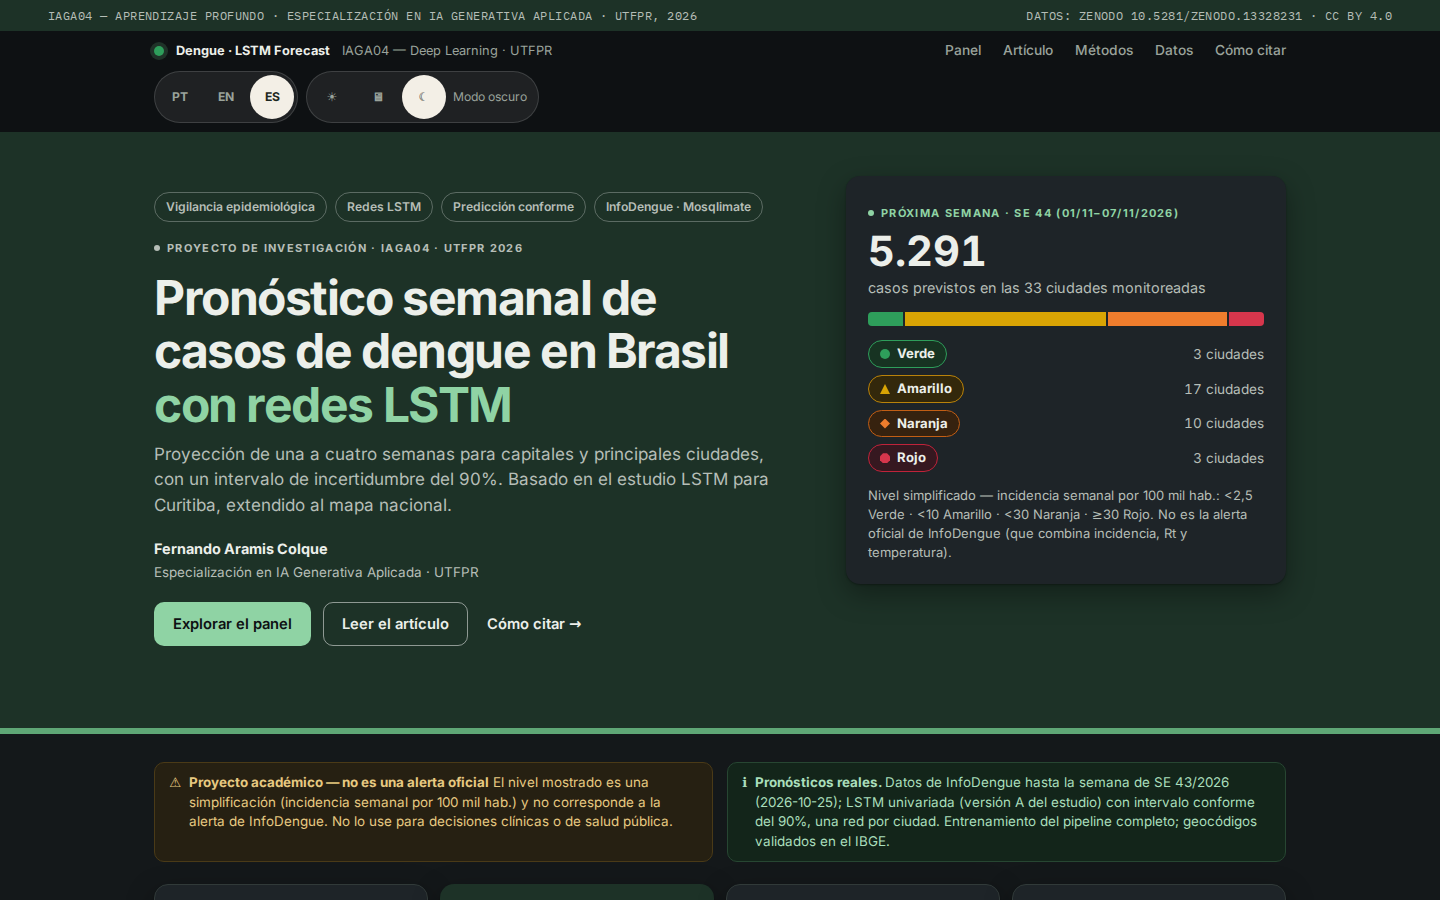 IAGA04 — APRENDIZAJE PROFUNDO · ESPECIALIZACIÓN EN IA GENERATIVA APLICADA · UTFPR, 2026
DATOS: ZENODO 10.5281/ZENODO.13328231 · CC BY 4.0
Dengue · LSTM Forecast IAGA04 — Deep Learning · UTFPR
Panel Artículo Métodos Datos Cómo citar
PT EN ES
Modo oscuro
Vigilancia epidemiológica
Redes LSTM
Predicción conforme
InfoDengue · Mosqlimate
PROYECTO DE INVESTIGACIÓN · IAGA04 · UTFPR 2026
Pronóstico semanal de
casos de dengue en Brasil
con redes LSTM
Proyección de una a cuatro semanas para capitales y principales ciudades,
con un intervalo de incertidumbre del 90%. Basado en el estudio LSTM para
Curitiba, extendido al mapa nacional.
Fernando Aramis Colque
Especialización en IA Generativa Aplicada · UTFPR
Explorar el panel
Leer el artículo
Cómo citar →
PRÓXIMA SEMANA · SE 44 (01/11–07/11/2026)
5.291
casos previstos en las 33 ciudades monitoreadas
Verde 3 ciudades
Amarillo 17 ciudades
Naranja 10 ciudades
Rojo 3 ciudades
Nivel simplificado — incidencia semanal por 100 mil hab.: <2,5
Verde · <10 Amarillo · <30 Naranja · ≥30 Rojo. No es la alerta
oficial de InfoDengue (que combina incidencia, Rt y
temperatura).
⚠ Proyecto académico — no es una alerta oficial El nivel mostrado es una
simplificación (incidencia semanal por 100 mil hab.) y no corresponde a la
alerta de InfoDengue. No lo use para decisiones clínicas o de salud pública.
ℹ Pronósticos reales. Datos de InfoDengue hasta la semana de SE 43/2026
(2026-10-25); LSTM univariada (versión A del estudio) con intervalo conforme
del 90%, una red por ciudad. Entrenamiento del pipeline completo; geocódigos
validados en el IBGE.